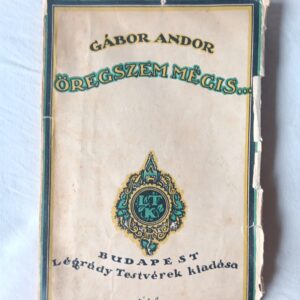 GÁBOR ANDOR
ÖREGSZEM MÉGIS...
BUDAPEST
Légrády Testvérek kiadása